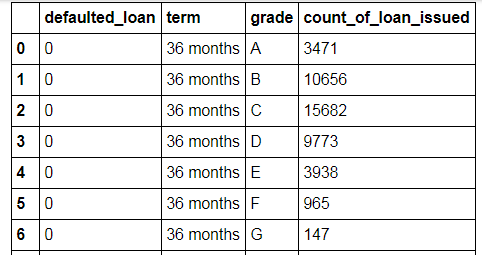 defaulted_loan term grade count_of_loan_issued
0 0 36 months A 3471
1 0 36 months B 10656
2 0 36 months C 15682
3 0 36 months D 9773
4 0 36 months E 3938
5 0 36 months F 965
6 0 36 months G 147